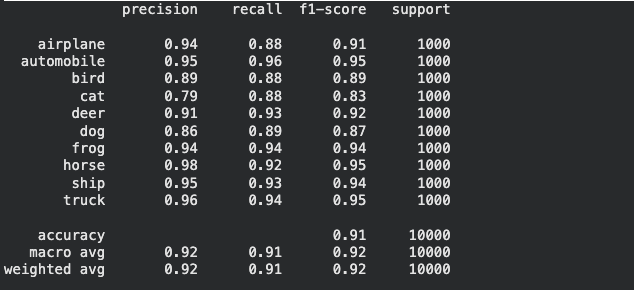 precision recall f1-score support
airplane 0.94 0.88 0.91 1000
automobile 0.95 0.96 0.95 1000
bird 0.89 0.88 0.89 1000
cat 0.79 0.88 0.83 1000
deer 0.91 0.93 0.92 1000
dog 0.86 0.89 0.87 1000
frog 0.94 0.94 0.94 1000
horse 0.98 0.92 0.95 1000
ship 0.95 0.93 0.94 1000
truck 0.96 0.94 0.95 1000
accuracy 0.91 10000
macro avg 0.92 0.91 0.92 10000
weighted avg 0.92 0.91 0.92 10000